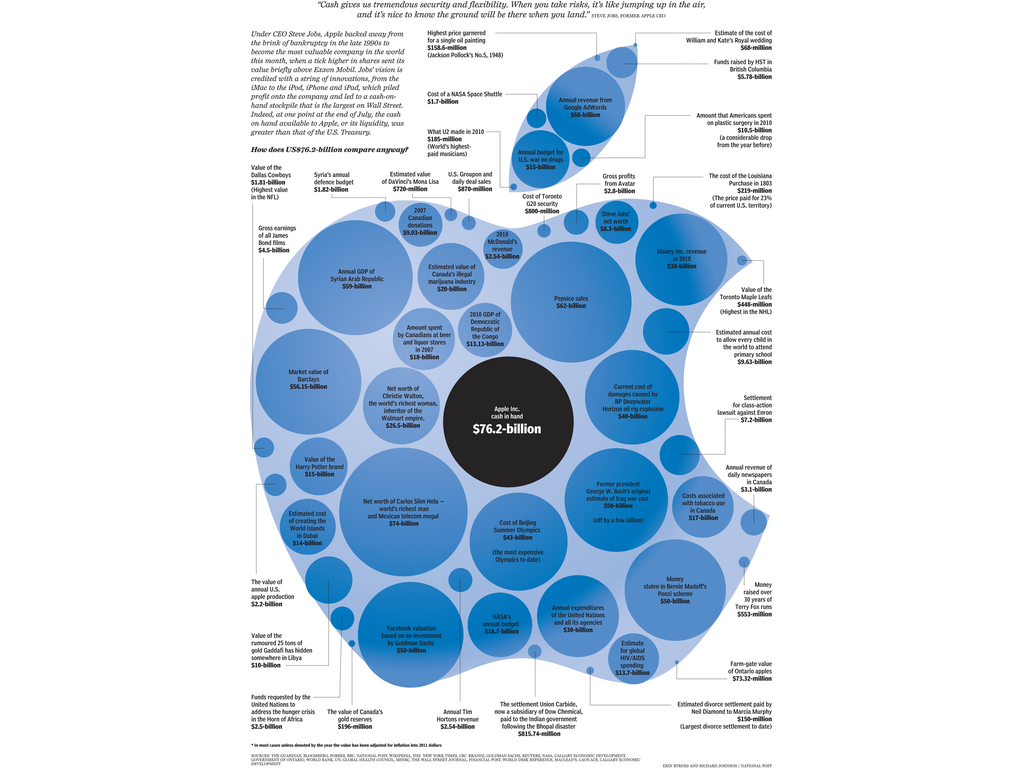 “Cash gives us tremendous security and flexibility. When you take risks, it’s like jumping up in the air,
and it’s nice to know the ground will be there when you land.” STEVE JOBS, FORMER APPLE CEO
Under CEO Steve Jobs, Apple backed away from
the brink of bankruptcy in the late 1990s to
become the most valuable company in the world
this month, when a tick higher in shares sent its
value briefly above Exxon Mobil. Jobs’ vision is
credited with a string of innovations, from the
iMac to the iPod, iPhone and iPad, which piled
profit onto the company and led to a cash-on-
hand stockpile that is the largest on Wall Street.
Indeed, at one point at the end of July, the cash
on hand available to Apple, or its liquidity, was
greater than that of the U.S. Treasury.
How does US$76.2-billion compare anyway?
Highest price garnered
for a single oil painting
$158.6-million
(Jackson Pollock’s No.5, 1948)
Estimate of the cost of
William and Kate’s Royal wedding
$68-million
Funds raised by HST in
British Columbia
$5.78-billion
Cost of a NASA Space Shuttle
$1.7-billion
Annual revenue from
Google AdWords
$68-billion
Amount that Americans spent
on plastic surgery in 2010
$10.5-billion
(a considerable drop
from the year before)
What U2 made in 2010
$185-million
(World’s highest-
paid musicians)
Annual budget for
U.S. war on drugs
$15-billion
Value of the
Dallas Cowboys
$1.81-billion
(Highest value
in the NFL)
Syria’s annual
defence budget
$1.82-billion
Estimated value
of DaVinci’s Mona Lisa
$720-million
U.S. Groupon and
daily deal sales
$870-million
Cost of Toronto
G20 security
$800-million
Gross profits
from Avatar
$2.8-billion
The cost of the Louisiana
Purchase in 1803
$219-million
(The price paid for 23%
of current U.S. territory)
Gross earnings
of all James
Bond films
$4.5-billion
2007
Canadian
donations
$9.03-billion
2010
McDonald’s
revenue
$2.54-billion
Steve Jobs’
net worth
$8.3-billion
Disney Inc. revenue
in 2010
$38-billion
Annual GDP of
Syrian Arab Republic
$59-billion
Estimated value of
Canada’s illegal
marijuana industry
$20-billion
Pepsico sales
$62-billion
Value of the
Toronto Maple Leafs
$448-million
(Highest in the NHL)
Amount spent
by Canadians at beer
and liquor stores
in 2007
$18-billion
2010 GDP of
Democratic
Republic of
the Congo
$13.13-billion
Estimated annual cost
to allow every child in
the world to attend
primary school
$9.63-billion
Market value of
Barclays
$56.15-billion
Net worth of
Christie Walton,
the world’s richest woman,
inheritor of the
Walmart empire.
$26.5-billion
Apple Inc.
cash in hand
$76.2-billion
Current cost of
damages caused by
BP Deepwater
Horizon oil rig explosion
$40-billion
Settlement
for class-action
lawsuit against Enron
$7.2-billion
Value of the
Harry Potter brand
$15-billion
Net worth of Carlos Slim Helu —
world’s richest man
and Mexican telecom mogul
$74-billion
Former president
George W. Bush’s original
estimate of Iraq war cost
$50-billion
(off by a few billion)
Costs associated
with tobacco use
in Canada
$17-billion
Annual revenue of
daily newspapers
in Canada
$3.1-billion
Estimated cost
of creating the
World Islands
in Dubai
$14-billion
Cost of Beijing
Summer Olympics
$43-billion
(the most expensive
Olympics to date)
Money
stolen in Bernie Madoff’s
Ponzi scheme
$50-billion
Money
raised over
30 years of
Terry Fox runs
$553-million
The value of
annual U.S.
apple production
$2.2-billion
Facebook valuation
based on an investment
by Goldman Sachs
$50-billion
NASA’s
annual budget
$18.7-billion
Annual expenditures
of the United Nations
and all its agencies
$30-billion
Estimate
for global
HIV/AIDS
spending
$13.7-billion
Value of the
rumoured 25 tons of
gold Gaddafi has hidden
somewhere in Libya
$10-billion
Farm-gate value
of Ontario apples
$73.32-million
Funds requested by the
United Nations to
address the hunger crisis
in the Horn of Africa
$2.5-billion
The value of Canada’s
gold reserves
$196-million
Annual Tim
Hortons revenue
$2.54-billion
The settlement Union Carbide,
now a subsidiary of Dow Chemical,
paid to the Indian government
following the Bhopal disaster
$815.74-million
Estimated divorce settlement paid by
Neil Diamond to Marcia Murphy
$150-million
(Largest divorce settlement to date)
* In most cases unless denoted by the year the value has been adjusted for inflation into 2011 dollars
SOURCES: THE GUARDIAN, BLOOMBERG, FORBES, BBC, NATIONAL POST, WIKIPEDIA, THE NEW YORK TIMES, CBC BRANDT, GOLDMAN SACHS, REUTERS, NASA, CALGARY ECONOMIC DEVELOPMENT,
GOVERNMENT OF ONTARIO, WORLD BANK, US, GLOBAL HEALTH COUNCIL, MSNBC, THE WALL STREET JOURNAL, FINANCIAL POST, WORLD DESK REFERENCE, MACLEAN’S, CALGARY ECONOMIC
DEVELOPMENT
ERIN BYRNES AND RICHARD JOHNSON / NATIONAL POST